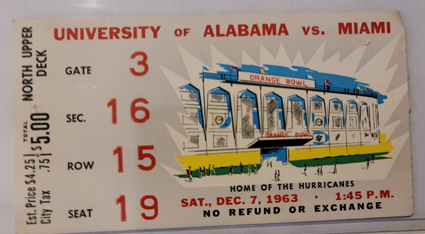 UNIVERSITY OF ALABAMA VS. MIAMI
NORTH UPPER
DECK
Est. Price $4.25
City Tax .75
TOTAL
$5.00
GATE 3
SEC. 16
ROW 15
SEAT 19
ORANGE BOWL
ORANGE BOWL
HOME OF THE HURRICANES
SAT., DEC. 7, 1963 · 1:45 P.M.
NO REFUND OR EXCHANGE